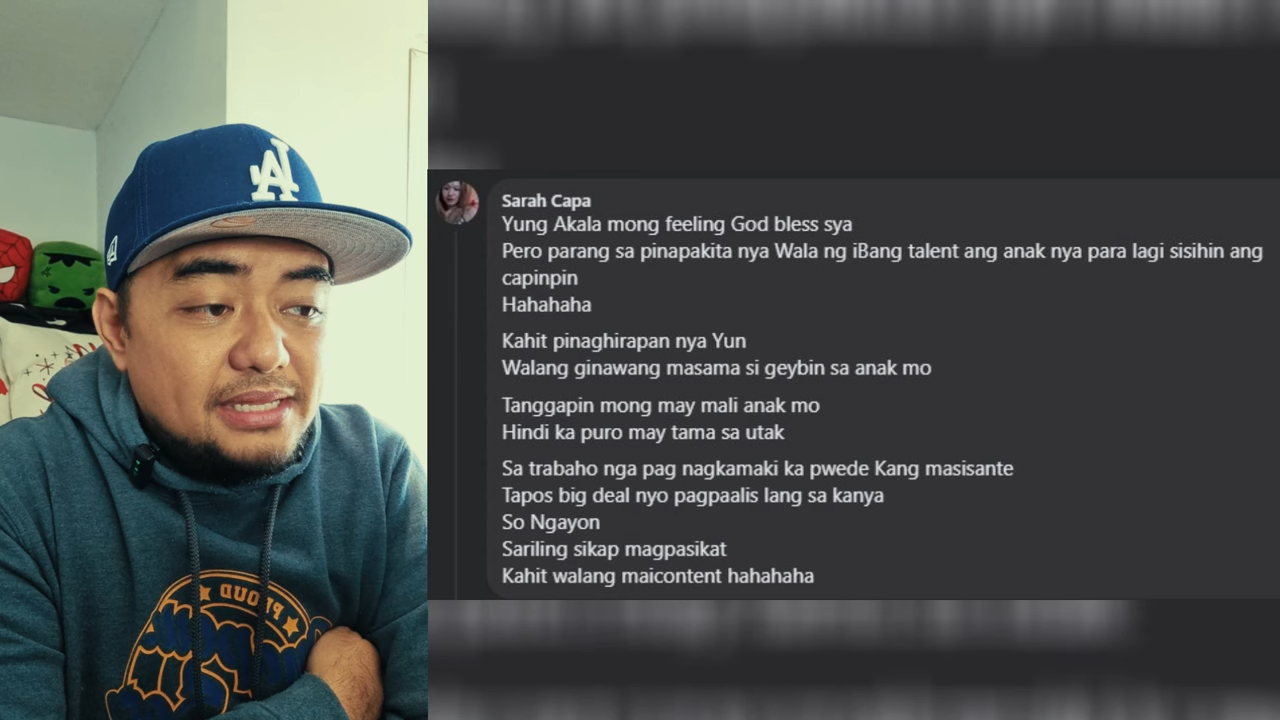 Sarah Capa
Yung Akala mong feeling God bless sya
Pero parang sa pinapakita nya Wala ng iBang talent ang anak nya para lagi sisihin ang
capinpin
Hahahaha
Kahit pinaghirapan nya Yun
Walang ginawang masama si geybin sa anak mo
Tanggapin mong may mali anak mo
Hindi ka puro may tama sa utak
Sa trabaho nga pag nagkamaki ka pwede Kang masisante
Tapos big deal nyo pagpaalis lang sa kanya
So Ngayon
Sariling sikap magpasikat
Kahit walang maicontent hahahaha
LA
PROUD